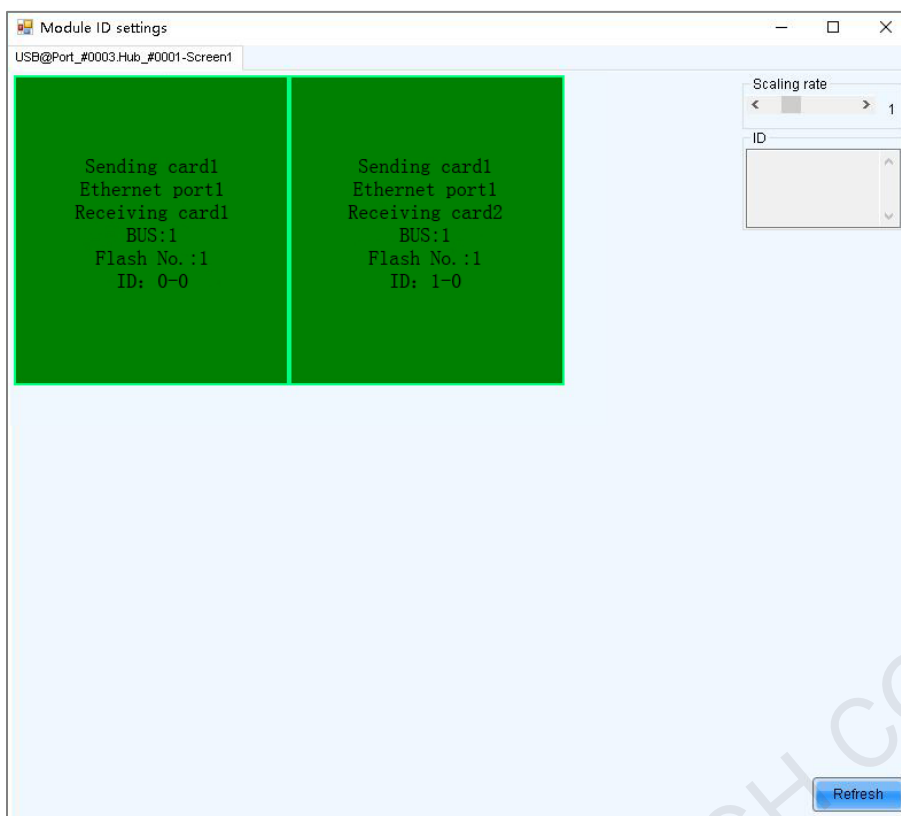 Module ID settings
USB@Port_#0003.Hub_#0001-Screen1
Sending card1
Ethernet port1
Receiving card1
BUS:1
Flash No.:1
ID: 0-0
Sending card1
Ethernet port1
Receiving card2
BUS:1
Flash No.:1
ID: 1-0
Scaling rate
1
ID
Refresh